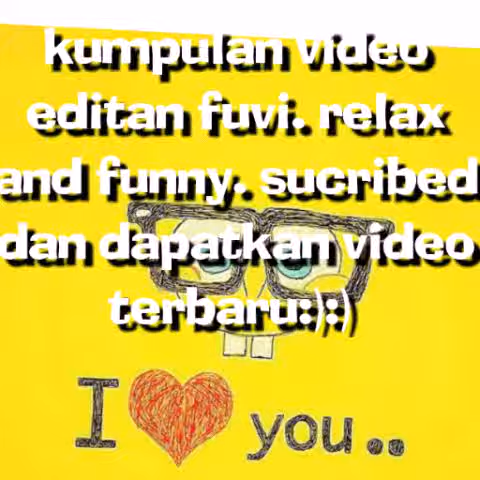 kumpulan video
editan fuvi. relax
and funny. sucribed
dan dapatkan video
terbaru:):)
I ❤ you..